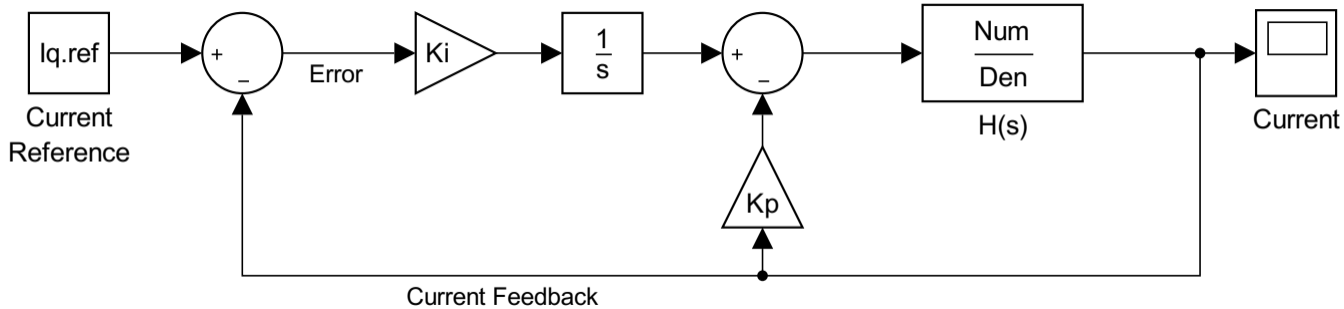 Iq.ref
Current
Reference
+
−
Error
Ki
1
s
+
−
Kp
Num
Den
H(s)
Current
Current Feedback